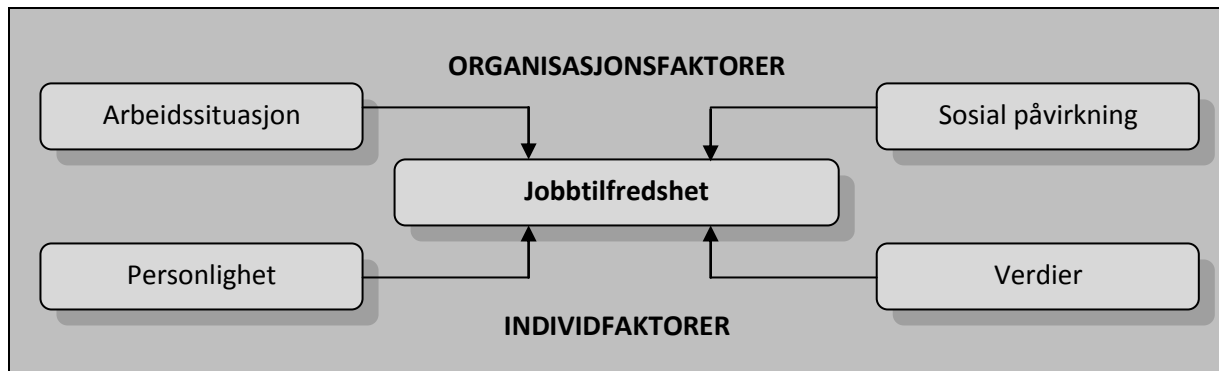 ORGANISASJONSFAKTORER
Arbeidssituasjon
Sosial påvirkning
Jobbtilfredshet
Personlighet
Verdier
INDIVIDFAKTORER